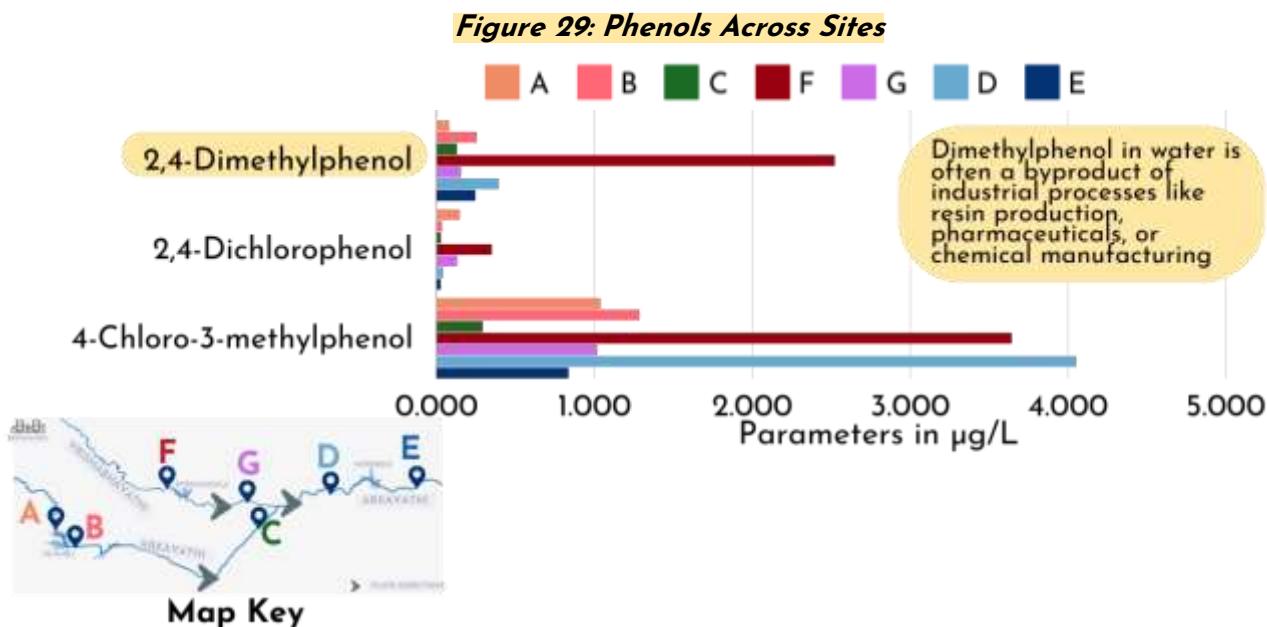 Figure 29: Phenols Across Sites
A B C F G D E
2,4-Dimethylphenol
2,4-Dichlorophenol
4-Chloro-3-methylphenol
Dimethylphenol in water is
often a byproduct of
industrial processes like
resin production,
pharmaceuticals, or
chemical manufacturing
0.000 1.000 2.000 3.000 4.000 5.000
Parameters in µg/L
F
G
D
E
A
B
C
ARKAVATHI
ARKAVATHI
Map Key